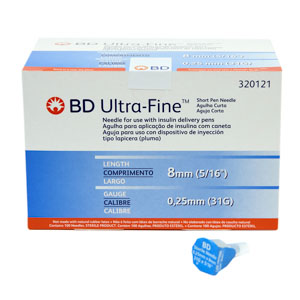 BD
320121
BD Ultra-Fine™
Short Pen Needle
Agulha Curta
Aguja Corta
Needle for use with insulin delivery pens
Agulha para aplicação de insulina com caneta
Aguja para uso con dispositivo de inyección
tipo lapicera (pluma)
LENGTH
COMPRIMENTO
LARGO
8mm (5/16")
GAUGE
CALIBRE
CALIBRE
0,25mm (31G)
BD